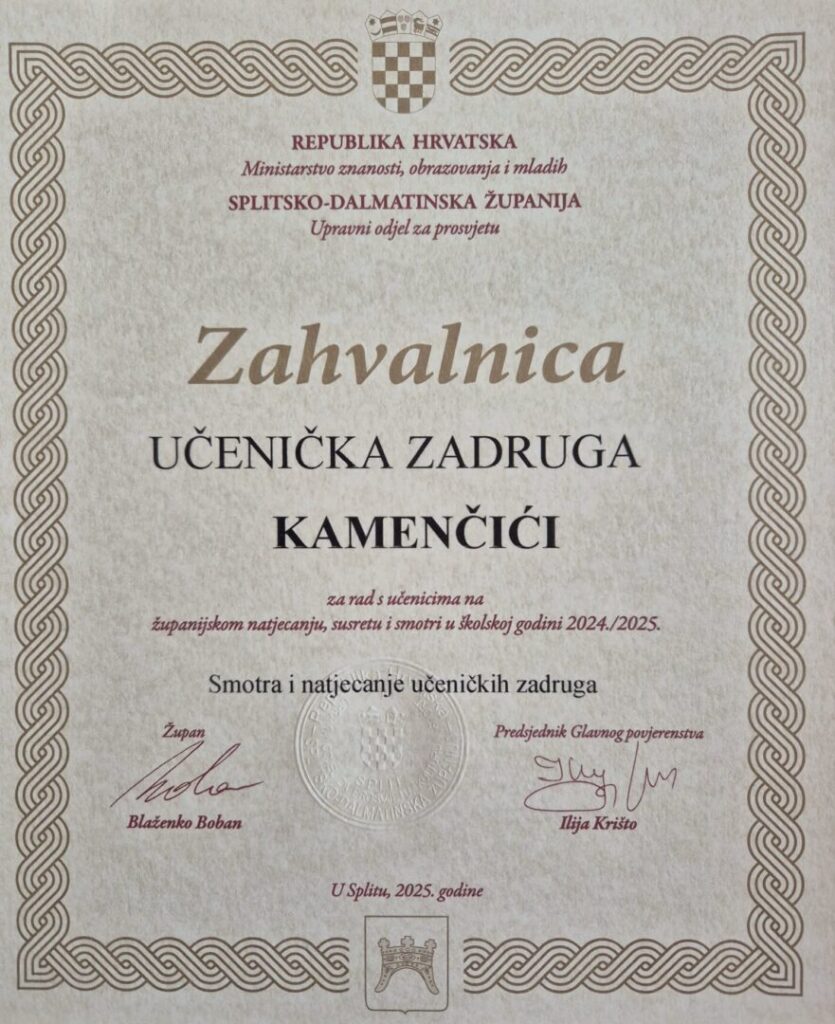 REPUBLIKA HRVATSKA
Ministarstvo znanosti, obrazovanja i mladih
SPLITSKO-DALMATINSKA ŽUPANIJA
Upravni odjel za prosvjetu
Zahvalnica
UČENIČKA ZADRUGA
KAMENČIĆI
za rad s učenicima na
županijskom natjecanju, susretu i smotri u školskoj godini 2024./2025.
Smotra i natjecanje učeničkih zadruga
Župan
Predsjednik Glavnog povjerenstva
Blaženko Boban
Ilija Krišto
U Splitu, 2025. godine